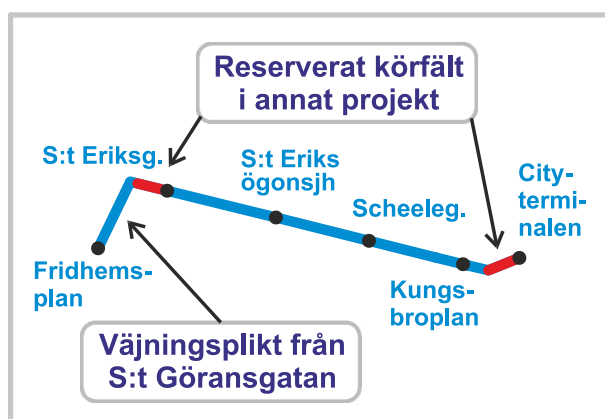 Reserverat körfält
i annat projekt
S:t Eriksg.
S:t Eriks
ögonsjh
Scheeleg.
City-
termi-
nalen
Fridhems-
plan
Kungs-
broplan
Väjningsplikt från
S:t Göransgatan